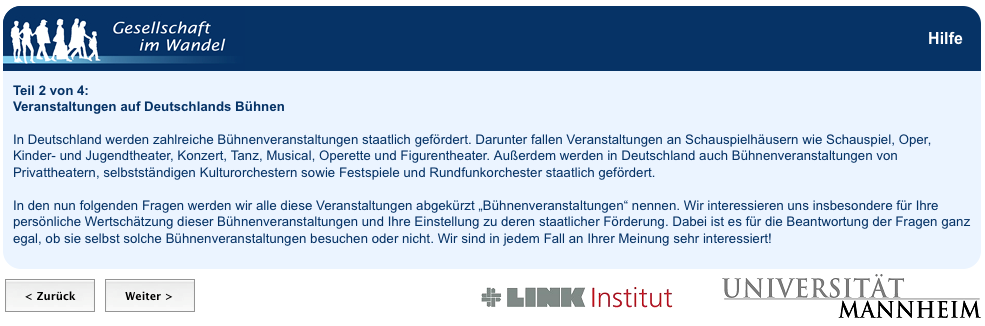 Gesellschaft
im Wandel
Hilfe
Teil 2 von 4:
Veranstaltungen auf Deutschlands Bühnen
In Deutschland werden zahlreiche Bühnenveranstaltungen staatlich gefördert. Darunter fallen Veranstaltungen an Schauspielhäusern wie Schauspiel, Oper,
Kinder- und Jugendtheater, Konzert, Tanz, Musical, Operette und Figurentheater. Außerdem werden in Deutschland auch Bühnenveranstaltungen von
Privattheatern, selbstständigen Kulturorchestern sowie Festspiele und Rundfunkorchester staatlich gefördert.
In den nun folgenden Fragen werden wir alle diese Veranstaltungen abgekürzt „Bühnenveranstaltungen“ nennen. Wir interessieren uns insbesondere für Ihre
persönliche Wertschätzung dieser Bühnenveranstaltungen und Ihre Einstellung zu deren staatlicher Förderung. Dabei ist es für die Beantwortung der Fragen ganz
egal, ob sie selbst solche Bühnenveranstaltungen besuchen oder nicht. Wir sind in jedem Fall an Ihrer Meinung sehr interessiert!
< Zurück
Weiter >
LINK Institut
UNIVERSITÄT
MANNHEIM